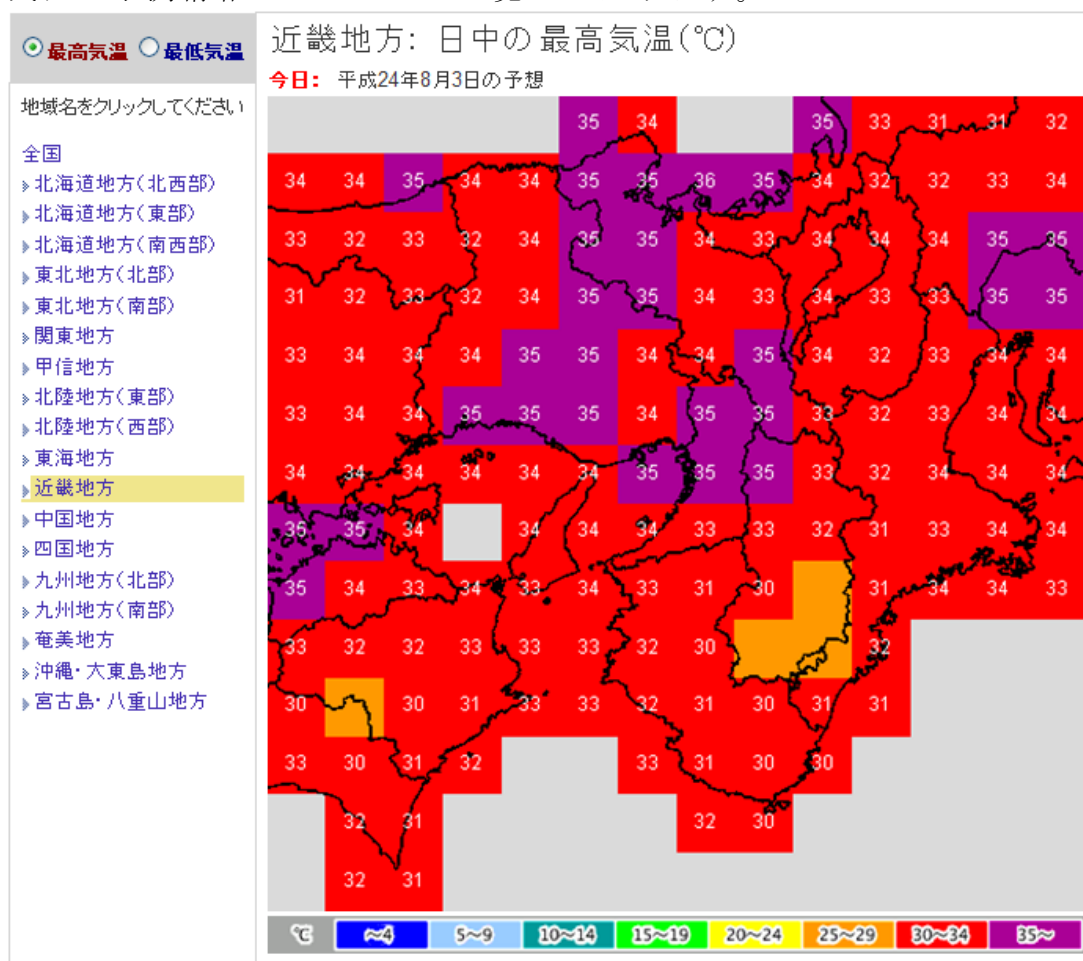 最高気温 最低気温
近畿地方: 日中の最高気温(℃)
今日: 平成24年8月3日の予想
地域名をクリックしてください
全国
北海道地方(北西部)
北海道地方(東部)
北海道地方(南西部)
東北地方(北部)
東北地方(南部)
関東地方
甲信地方
北陸地方(東部)
北陸地方(西部)
東海地方
近畿地方
中国地方
四国地方
九州地方(北部)
九州地方(南部)
奄美地方
沖縄・大東島地方
宮古島・八重山地方
35 34 35 33 31 31 32
34 34 35 34 34 35 35 36 35 34 32 32 33 34
33 32 33 32 34 35 35 34 33 34 34 34 35 35
31 32 33 32 34 35 35 34 33 34 33 33 35 35
33 34 34 34 35 35 34 34 35 34 32 33 34 34
33 34 34 35 35 35 34 35 35 33 32 33 34 34
34 34 34 34 34 34 35 35 35 33 32 34 34 34
35 35 34 34 34 34 33 33 32 31 33 34 34
35 34 33 34 33 34 33 31 30 31 34 34 33
33 32 32 33 33 33 32 30 32
30 30 31 33 33 32 31 30 31 31
33 30 31 32 33 31 30 30
32 31 32 30
32 31
℃ ～4 5～9 10～14 15～19 20～24 25～29 30～34 35～